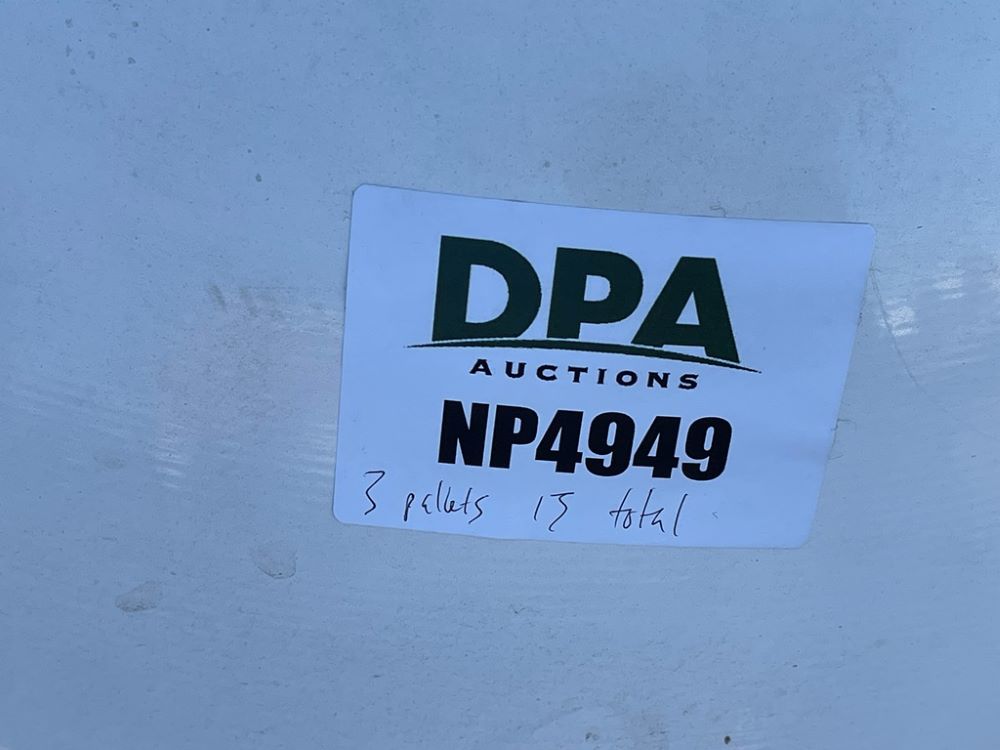 DPA
AUCTIONS
NP4949
3 pallets 15 total